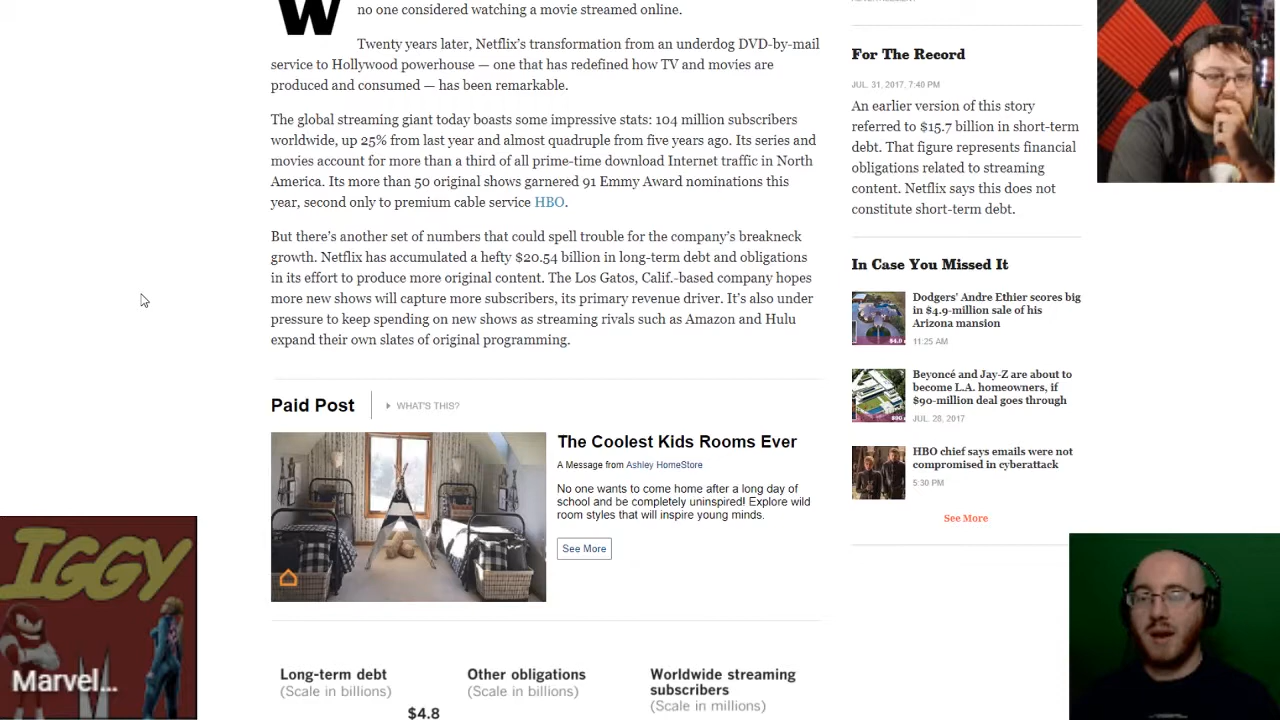 W
no one considered watching a movie streamed online.
Twenty years later, Netflix's transformation from an underdog DVD-by-mail
service to Hollywood powerhouse — one that has redefined how TV and movies are
produced and consumed — has been remarkable.
The global streaming giant today boasts some impressive stats: 104 million subscribers
worldwide, up 25% from last year and almost quadruple from five years ago. Its series and
movies account for more than a third of all prime-time download Internet traffic in North
America. Its more than 50 original shows garnered 91 Emmy Award nominations this
year, second only to premium cable service HBO.
But there's another set of numbers that could spell trouble for the company's breakneck
growth. Netflix has accumulated a hefty $20.54 billion in long-term debt and obligations
in its effort to produce more original content. The Los Gatos, Calif.-based company hopes
more new shows will capture more subscribers, its primary revenue driver. It's also under
pressure to keep spending on new shows as streaming rivals such as Amazon and Hulu
expand their own slates of original programming.
Paid Post
WHAT'S THIS?
The Coolest Kids Rooms Ever
A Message from Ashley HomeStore
No one wants to come home after a long day of
school and be completely uninspired! Explore wild
room styles that will inspire young minds.
See More
Long-term debt
(Scale in billions)
$4.8
Other obligations
(Scale in billions)
Worldwide streaming
subscribers
(Scale in millions)
For The Record
JUL. 31, 2017, 7:40 PM
An earlier version of this story
referred to $15.7 billion in short-term
debt. That figure represents financial
obligations related to streaming
content. Netflix says this does not
constitute short-term debt.
In Case You Missed It
Dodgers' Andre Ethier scores big
in $4.9-million sale of his
Arizona mansion
11:25 AM
Beyoncé and Jay-Z are about to
become L.A. homeowners, if
$90-million deal goes through
JUL. 28, 2017
HBO chief says emails were not
compromised in cyberattack
5:30 PM
See More
IGGY
Marvel...